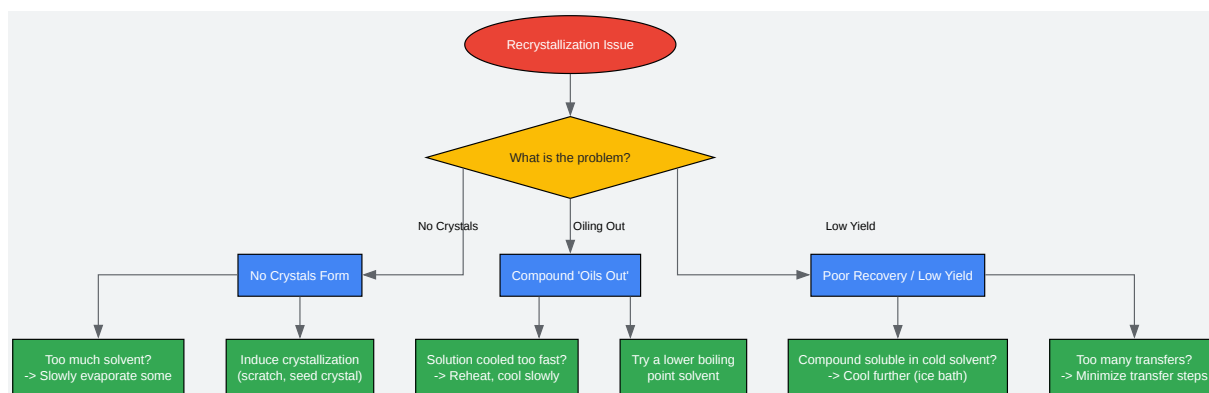 Recrystallization Issue
What is the problem?
No Crystals
Oiling Out
Low Yield
No Crystals Form
Compound 'Oils Out'
Poor Recovery / Low Yield
Too much solvent?
-> Slowly evaporate some
Induce crystallization
(scratch, seed crystal)
Solution cooled too fast?
-> Reheat, cool slowly
Try a lower boiling
point solvent
Compound soluble in cold solvent?
-> Cool further (ice bath)
Too many transfers?
-> Minimize transfer steps